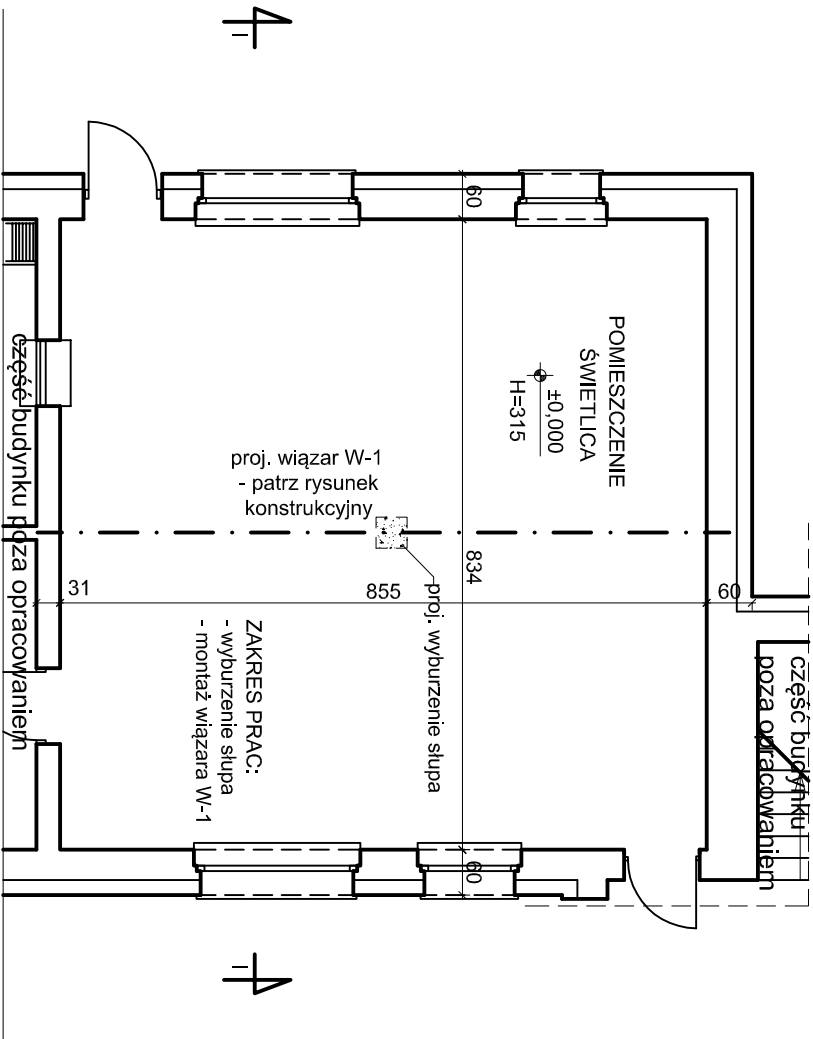 I
60
POMIESZCZENIE
ŚWIETLICA
±0,000
H=315
proj. wiązar W-1
- patrz rysunek
konstrukcyjny
834
31
855
60
proj. wyburzenie słupa
ZAKRES PRAC:
- wyburzenie słupa
- montaż wiązara W-1
część budynku poza opracowaniem
część budynku
poza opracowaniem
60
I